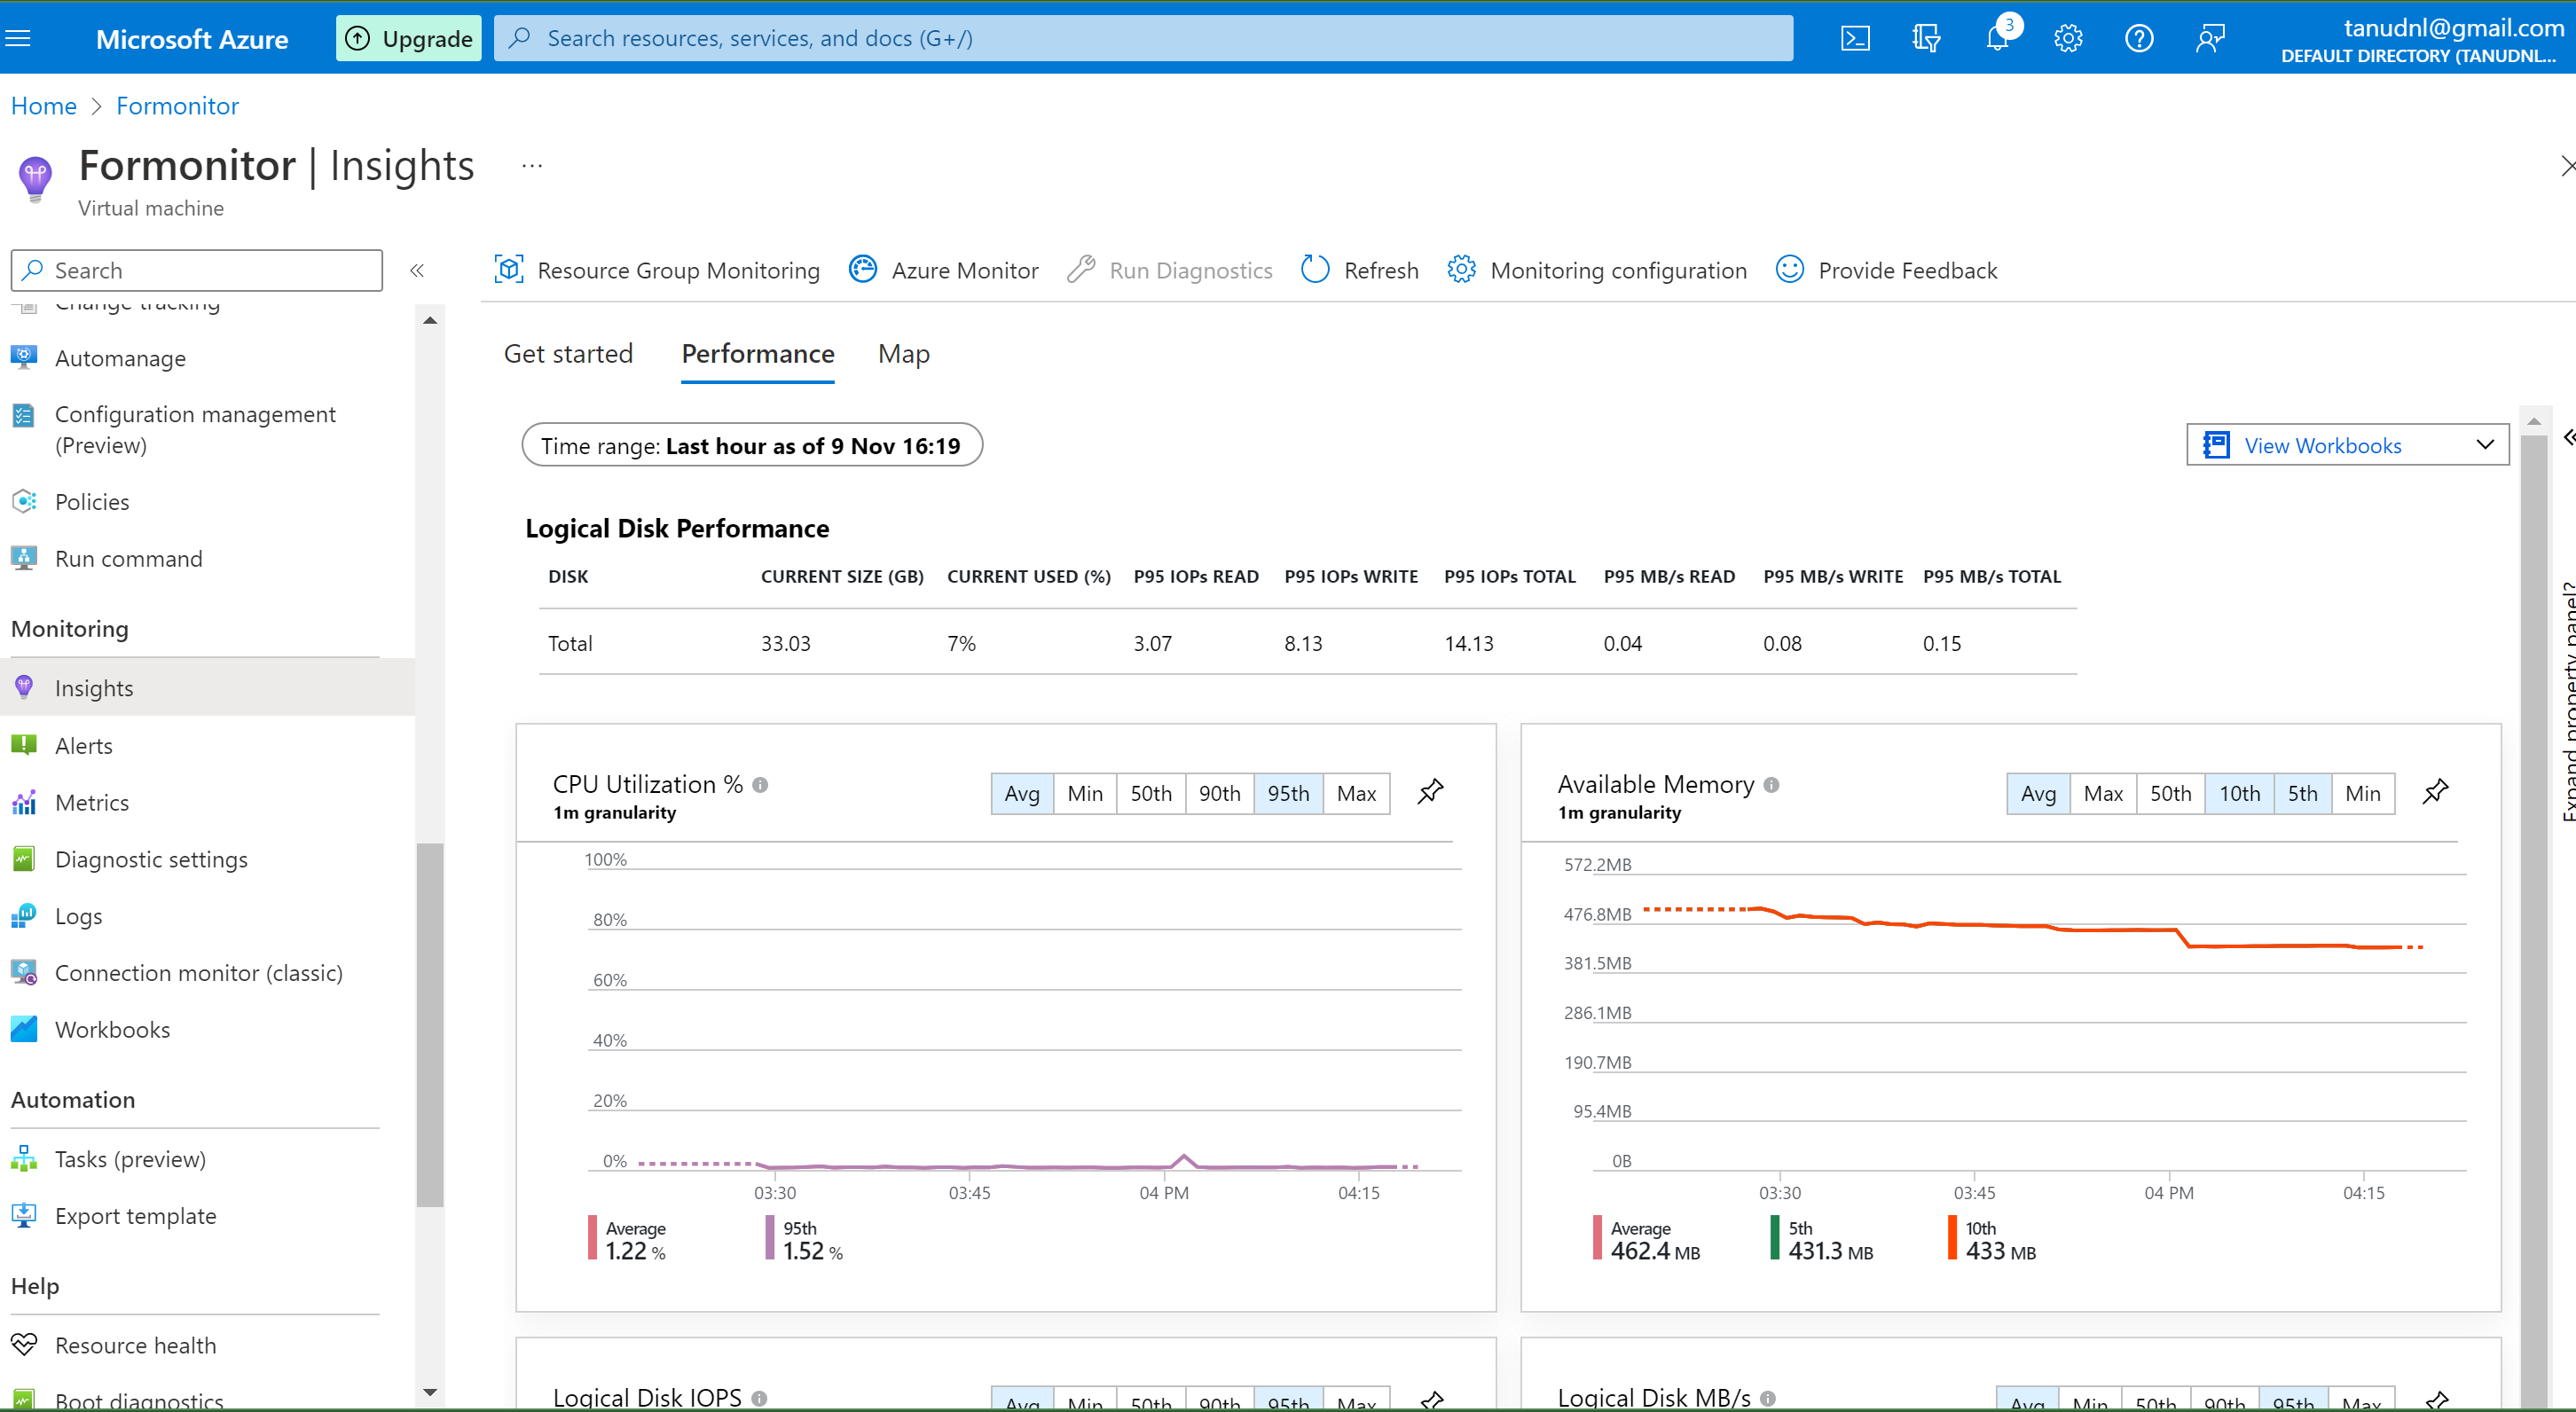 Microsoft Azure
Upgrade
Search resources, services, and docs (G+/)
3
tanudnl@gmail.com
DEFAULT DIRECTORY (TANUDNL...
Home > Formonitor
Formonitor | Insights ...
Virtual machine
Search
«
Resource Group Monitoring
Azure Monitor
Run Diagnostics
Refresh
Monitoring configuration
Provide Feedback
Change tracking
Automanage
Configuration management
(Preview)
Policies
Run command
Monitoring
Insights
Alerts
Metrics
Diagnostic settings
Logs
Connection monitor (classic)
Workbooks
Automation
Tasks (preview)
Export template
Help
Resource health
Boot diagnostics
Get started Performance Map
Time range: Last hour as of 9 Nov 16:19
View Workbooks
Expand property panel?
Logical Disk Performance
DISK CURRENT SIZE (GB) CURRENT USED (%) P95 IOPs READ P95 IOPs WRITE P95 IOPs TOTAL P95 MB/s READ P95 MB/s WRITE P95 MB/s TOTAL
Total 33.03 7% 3.07 8.13 14.13 0.04 0.08 0.15
CPU Utilization %
1m granularity
Avg Min 50th 90th 95th Max
100%
80%
60%
40%
20%
0%
03:30 03:45 04 PM 04:15
Average
1.22 %
95th
1.52 %
Available Memory
1m granularity
Avg Max 50th 10th 5th Min
572.2MB
476.8MB
381.5MB
286.1MB
190.7MB
95.4MB
0B
03:30 03:45 04 PM 04:15
Average
462.4 MB
5th
431.3 MB
10th
433 MB
Logical Disk IOPS
Avg Min 50th 90th 95th Max
Logical Disk MB/s
Avg Min 50th 90th 95th Max